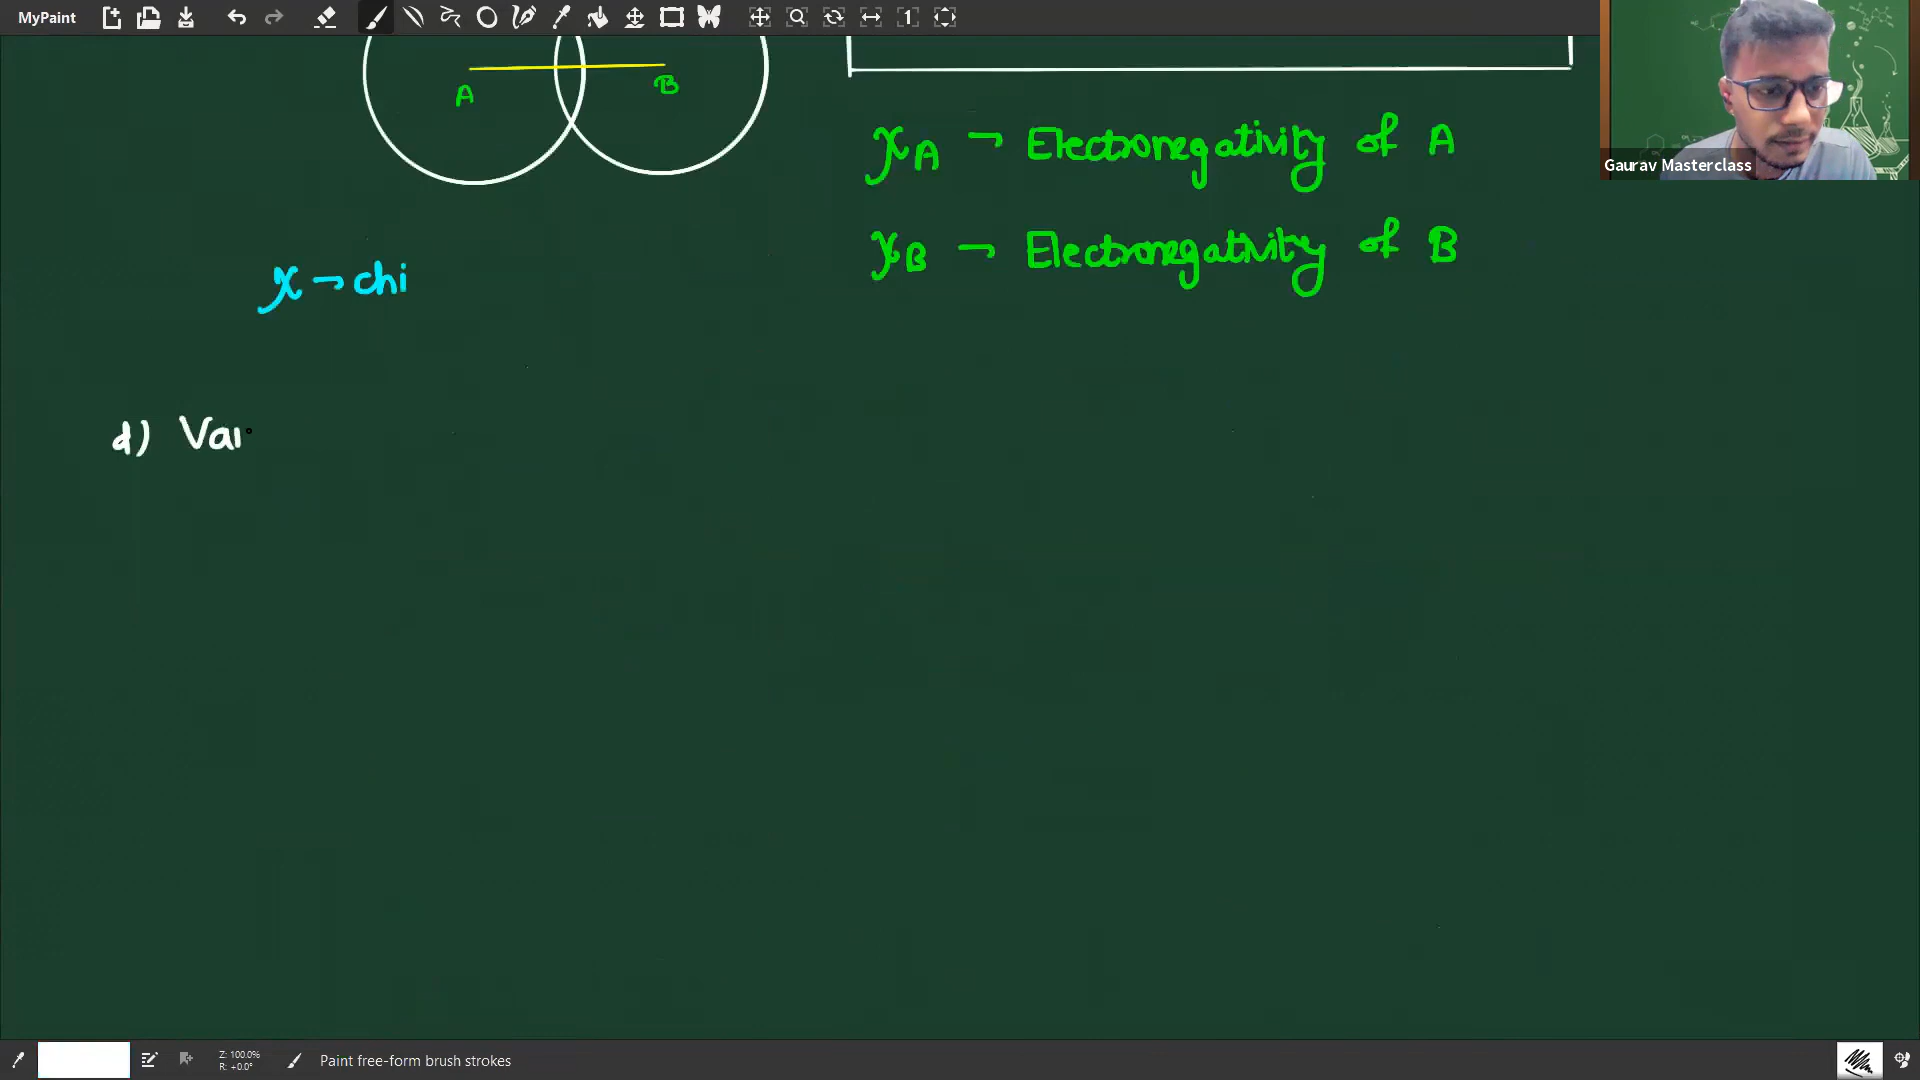 MyPaint
A B
χA → Electronegativity of A
Gaurav Masterclass
χB → Electronegativity of B
χ → chi
d) Van
Z: 100.0%
R: +0.0°
Paint free-form brush strokes